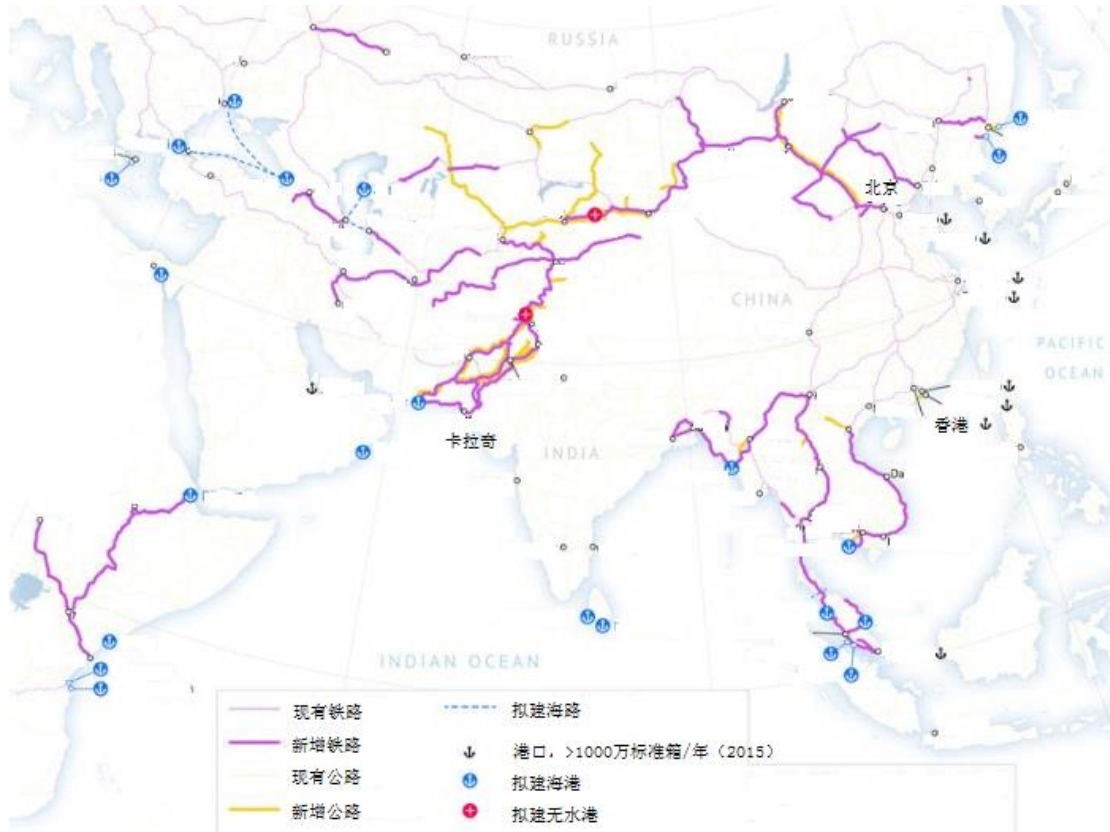 RUSSIA
北京
CHINA
PACIFIC
OCEAN
香港
卡拉奇
INDIA
Da
INDIAN OCEAN
现有铁路
新增铁路
现有公路
新增公路
拟建海路
港口，>1000万标准箱/年（2015）
拟建海港
拟建无水港